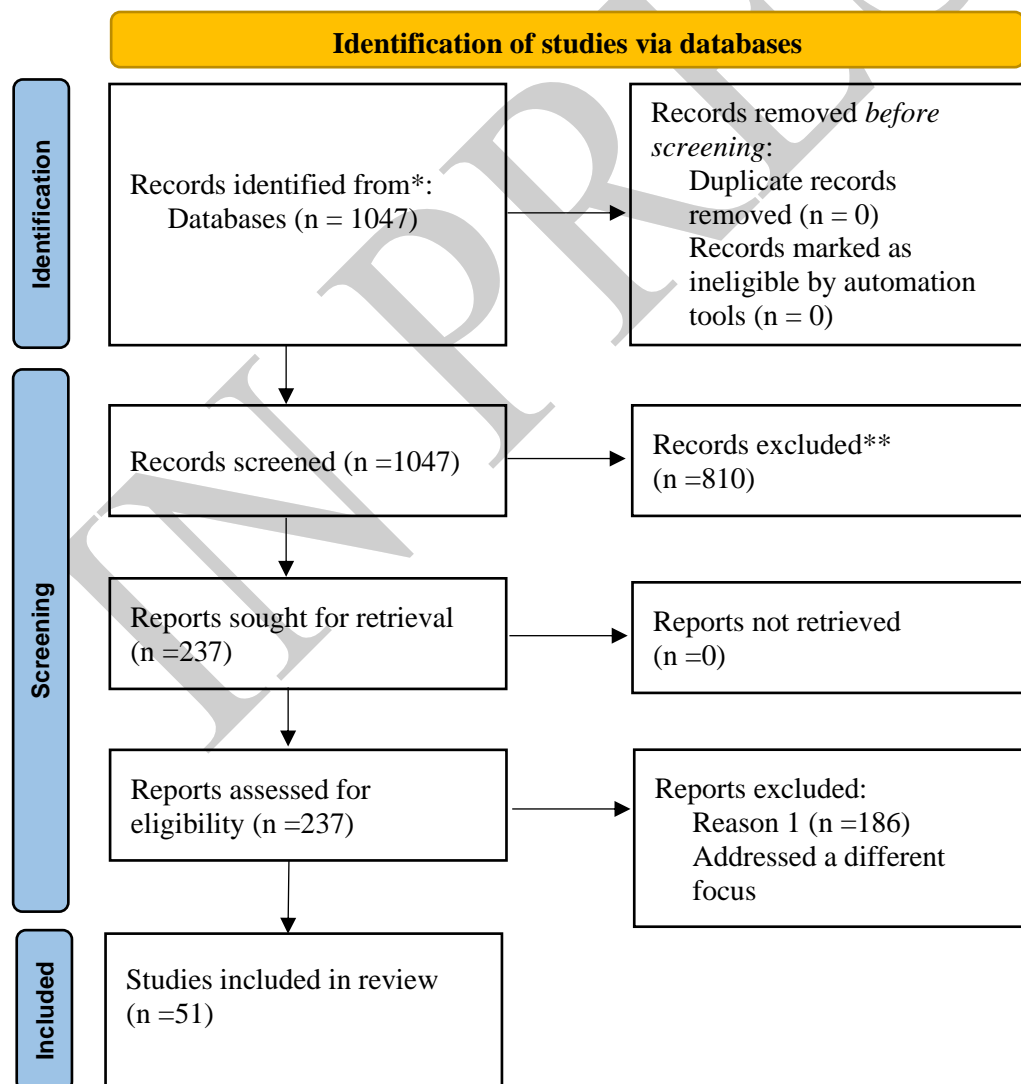 Identification of studies via databases
Identification
Records identified from*:
Databases (n = 1047)
Records removed before
screening:
Duplicate records
removed (n = 0)
Records marked as
ineligible by automation
tools (n = 0)
Screening
Records screened (n =1047)
Records excluded**
(n =810)
Reports sought for retrieval
(n =237)
Reports not retrieved
(n =0)
Reports assessed for
eligibility (n =237)
Reports excluded:
Reason 1 (n =186)
Addressed a different
focus
Included
Studies included in review
(n =51)
IN PRE